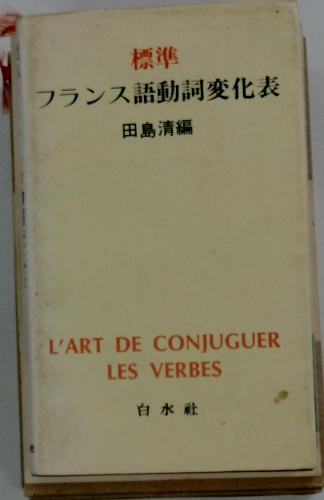 標準
フランス語動詞変化表
田島清編
L'ART DE CONJUGUER
LES VERBES
白水社